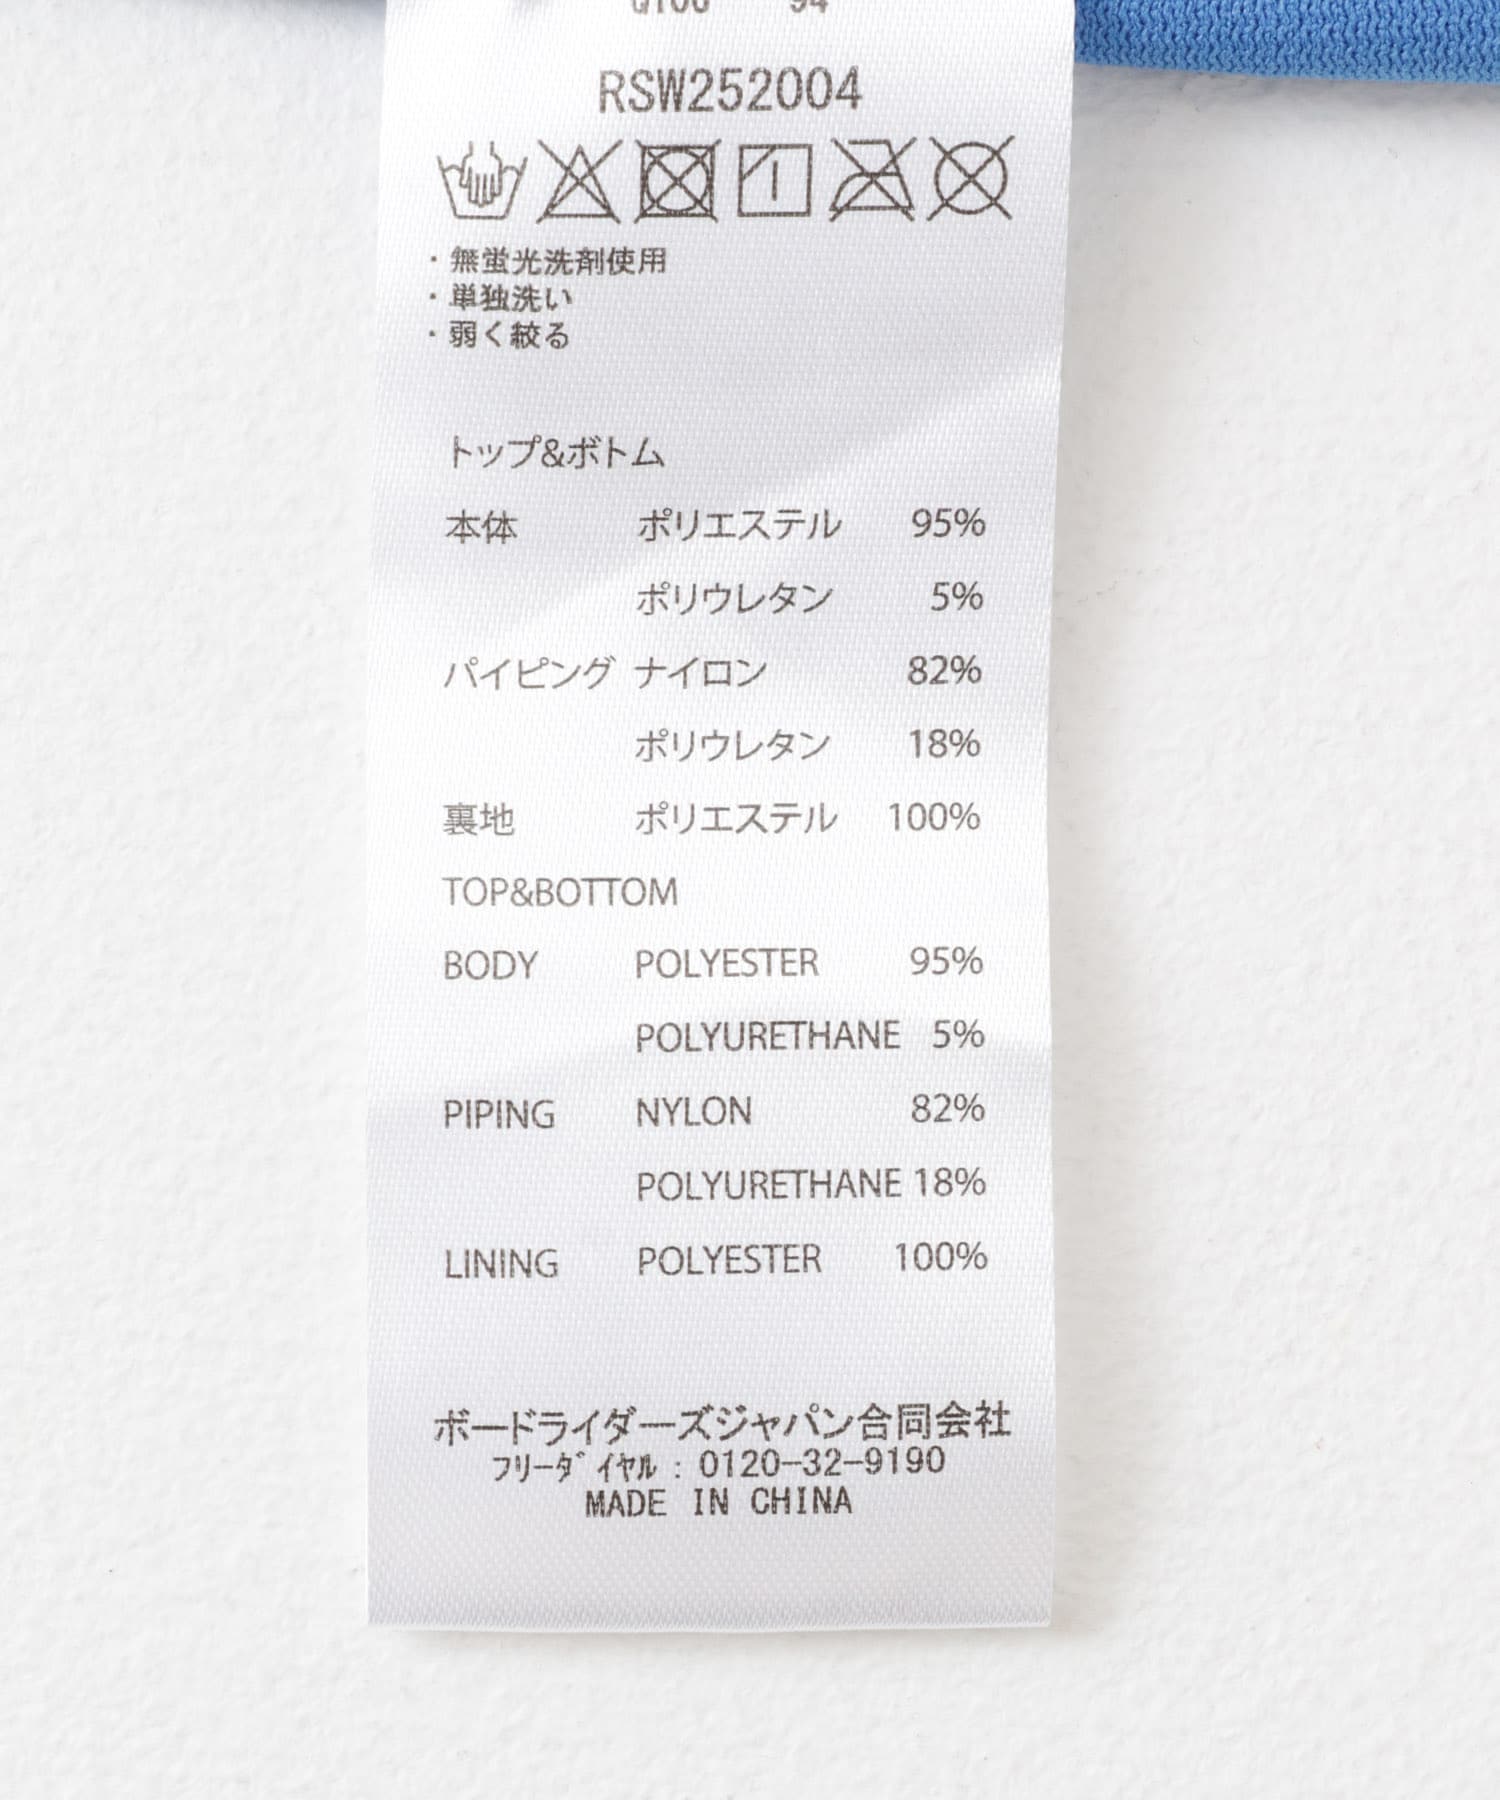 RSW252004
・無蛍光洗剤使用
・単独洗い
・弱く絞る
トップ&ボトム
本体 ポリエステル 95%
ポリウレタン 5%
パイピング ナイロン 82%
ポリウレタン 18%
裏地 ポリエステル 100%
TOP&BOTTOM
BODY POLYESTER 95%
POLYURETHANE 5%
PIPING NYLON 82%
POLYURETHANE 18%
LINING POLYESTER 100%
ボードライダーズジャパン合同会社
フリーダイヤル : 0120-32-9190
MADE IN CHINA